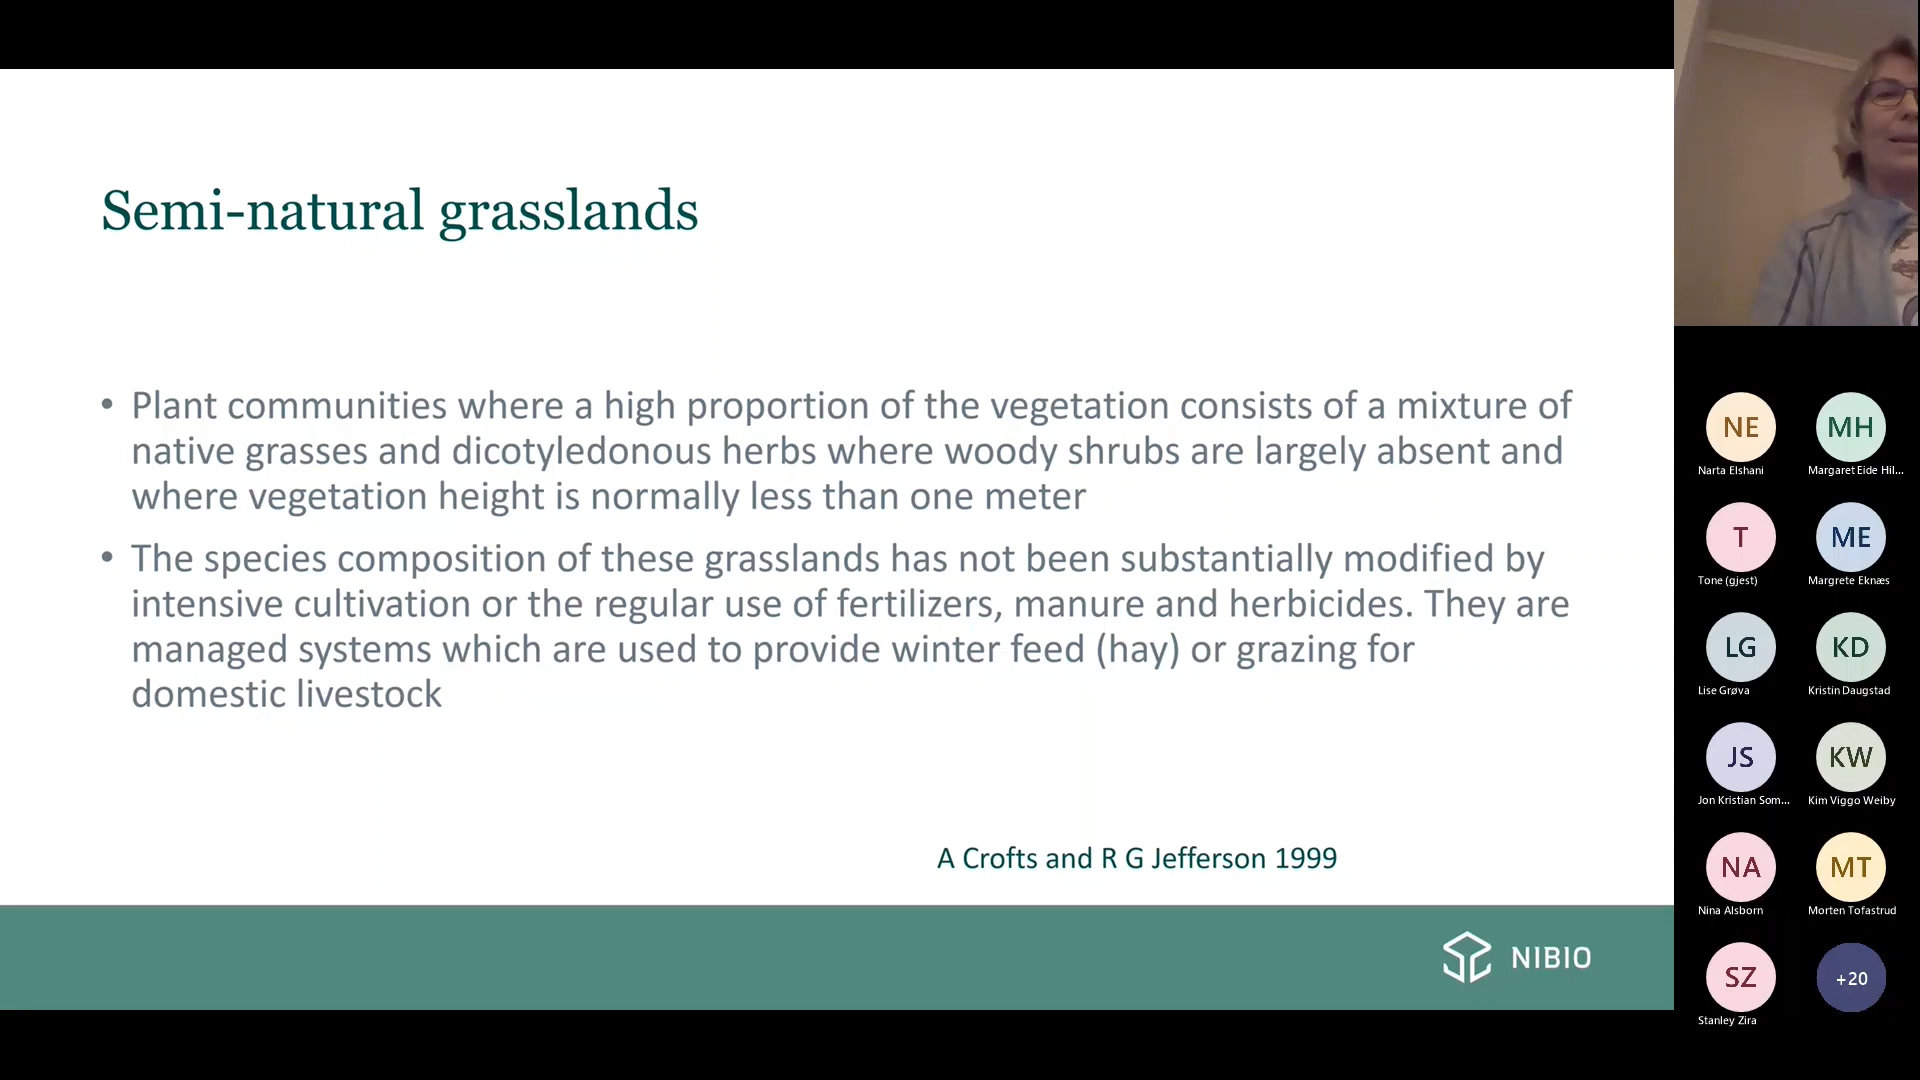 Semi-natural grasslands
• Plant communities where a high proportion of the vegetation consists of a mixture of
native grasses and dicotyledonous herbs where woody shrubs are largely absent and
where vegetation height is normally less than one meter
• The species composition of these grasslands has not been substantially modified by
intensive cultivation or the regular use of fertilizers, manure and herbicides. They are
managed systems which are used to provide winter feed (hay) or grazing for
domestic livestock
A Crofts and R G Jefferson 1999
NIBIO
NE
Narta Elshani
MH
Margaret Eide Hil...
T
Tone (gjest)
ME
Margrete Eknæs
LG
Lise Grøva
KD
Kristin Daugstad
JS
Jon Kristian Som...
KW
Kim Viggo Weiby
NA
Nina Alsborn
MT
Morten Tofastrud
SZ
Stanley Zira
+20